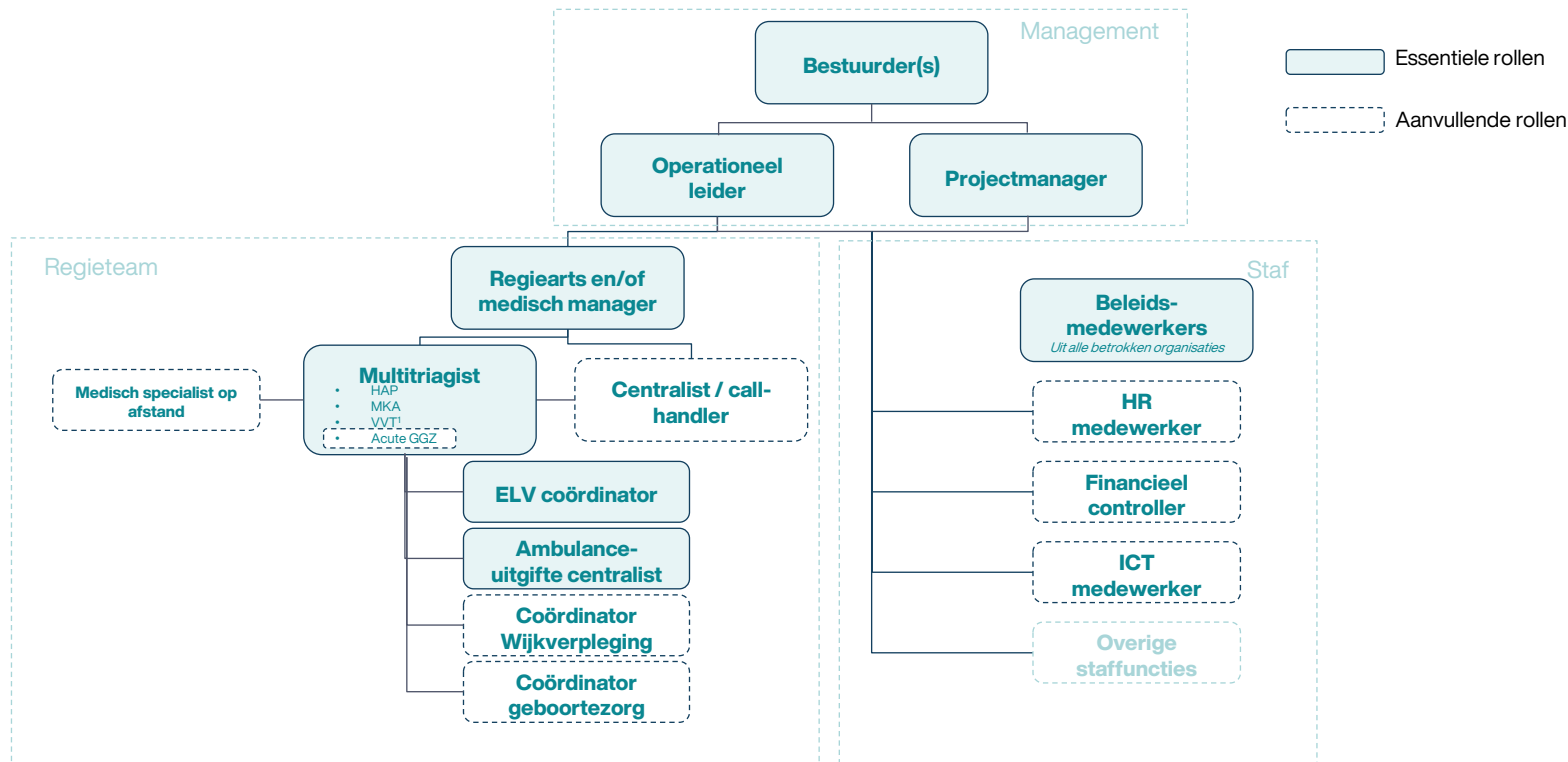 Management
Bestuurder(s)
Essentiele rollen
Aanvullende rollen
Operationeel
leider
Projectmanager
Regieteam
Regiearts en/of
medisch manager
Multitriagist
• HAP
• MKA
• VVT¹
• Acute GGZ
Medisch specialist op
afstand
Centralist / call-
handler
ELV coördinator
Ambulance-
uitgifte centralist
Coördinator
Wijkverpleging
Coördinator
geboortezorg
Staf
Beleids-
medewerkers
Uit alle betrokken organisaties
HR
medewerker
Financieel
controller
ICT
medewerker
Overige
staffuncties